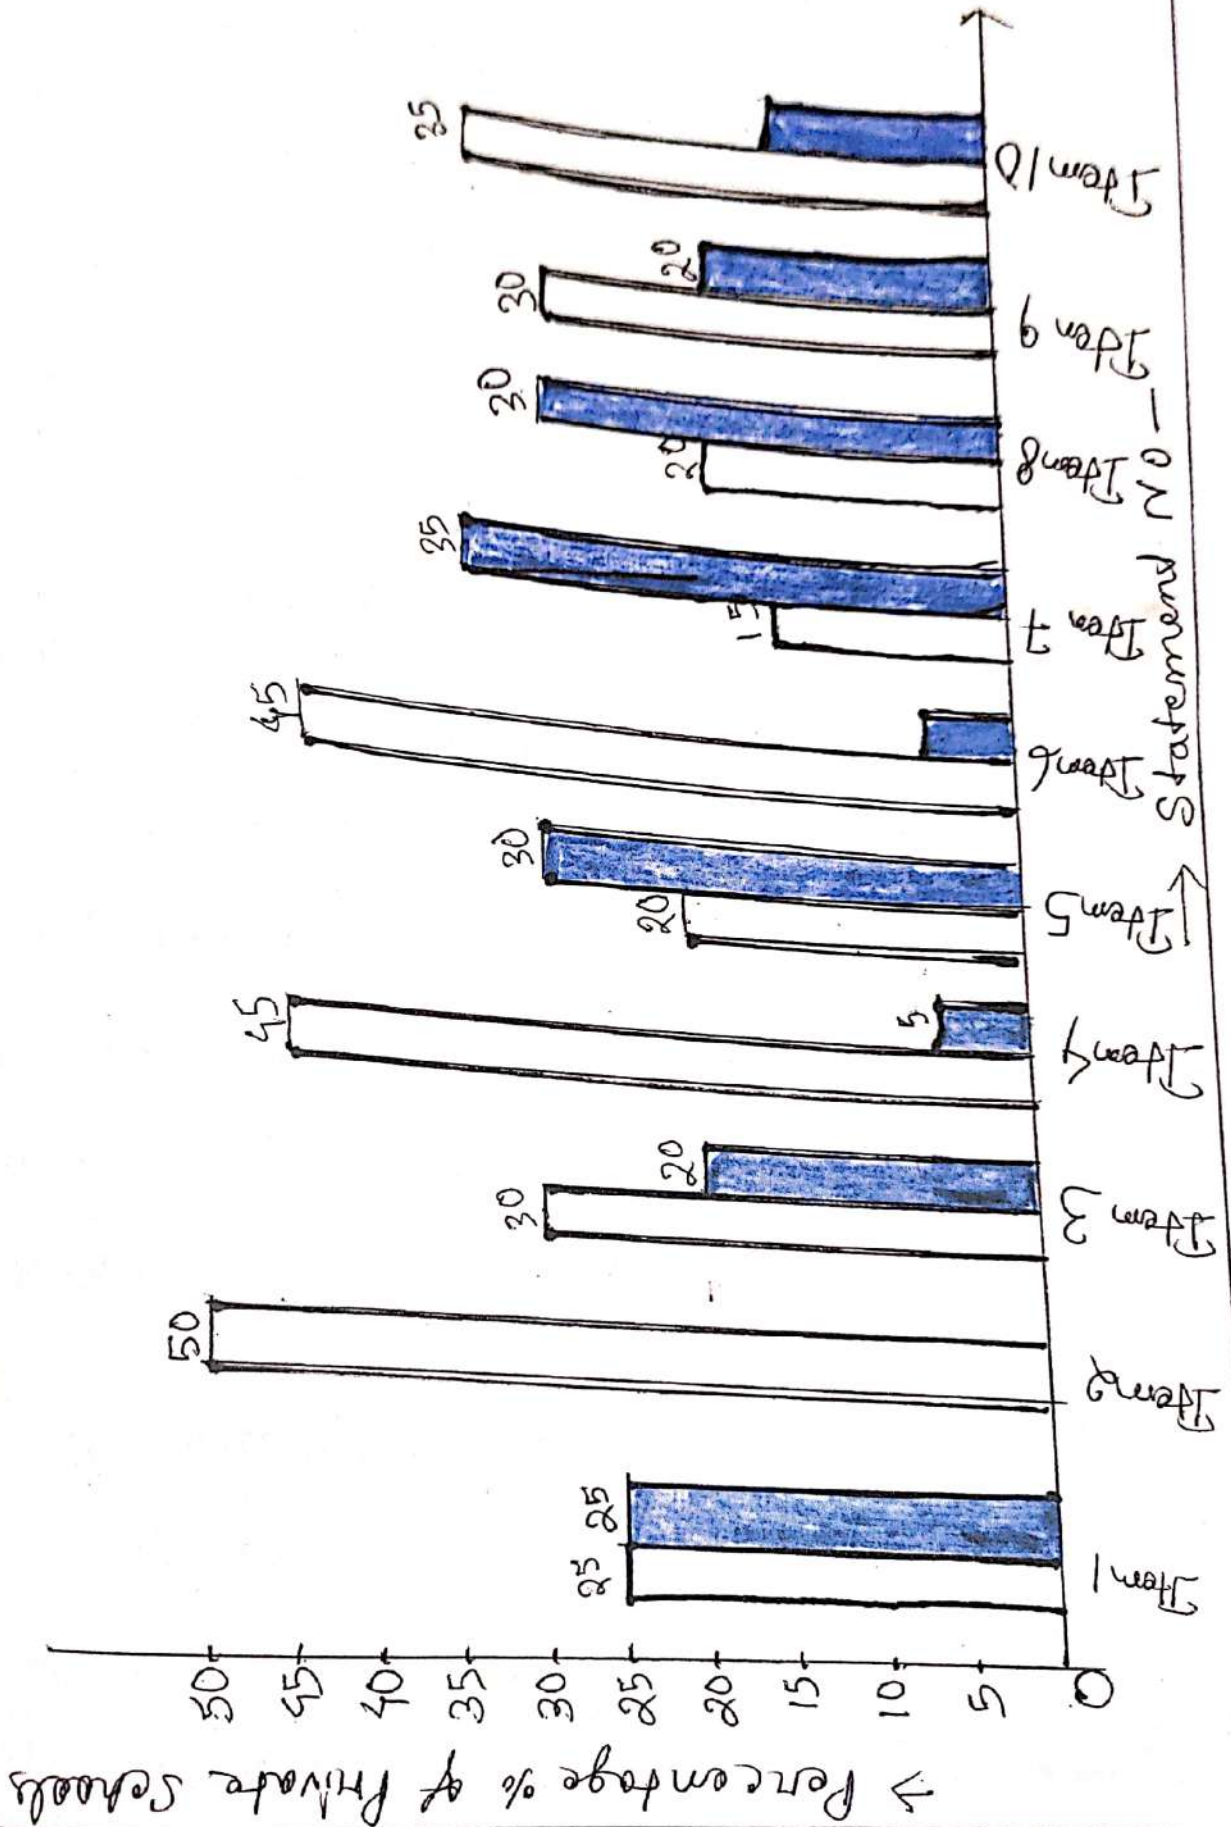 → Percentage % of Private Schools
50
45
40
35
30
25
20
15
10
5
0
25 25
50
30 20
45 5
20 30
45
15 35
20 30
30 20
35
Item 1
Item 2
Item 3
Item 4
Item 5
Item 6
Item 7
Item 8
Item 9
Item 10
→ Statement NO –